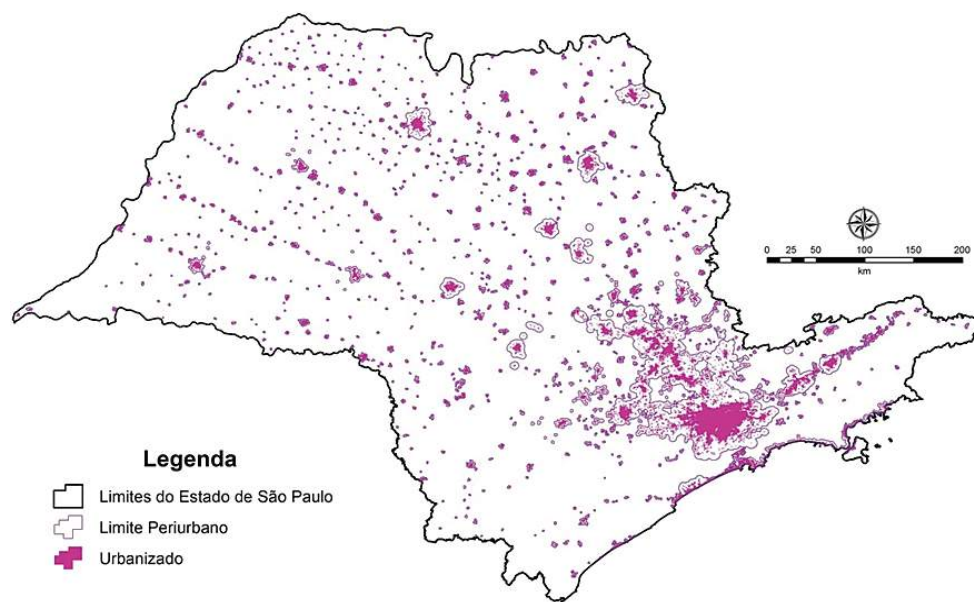 0 25 50 100 150 200
km
Legenda
Limites do Estado de São Paulo
Limite Periurbano
Urbanizado